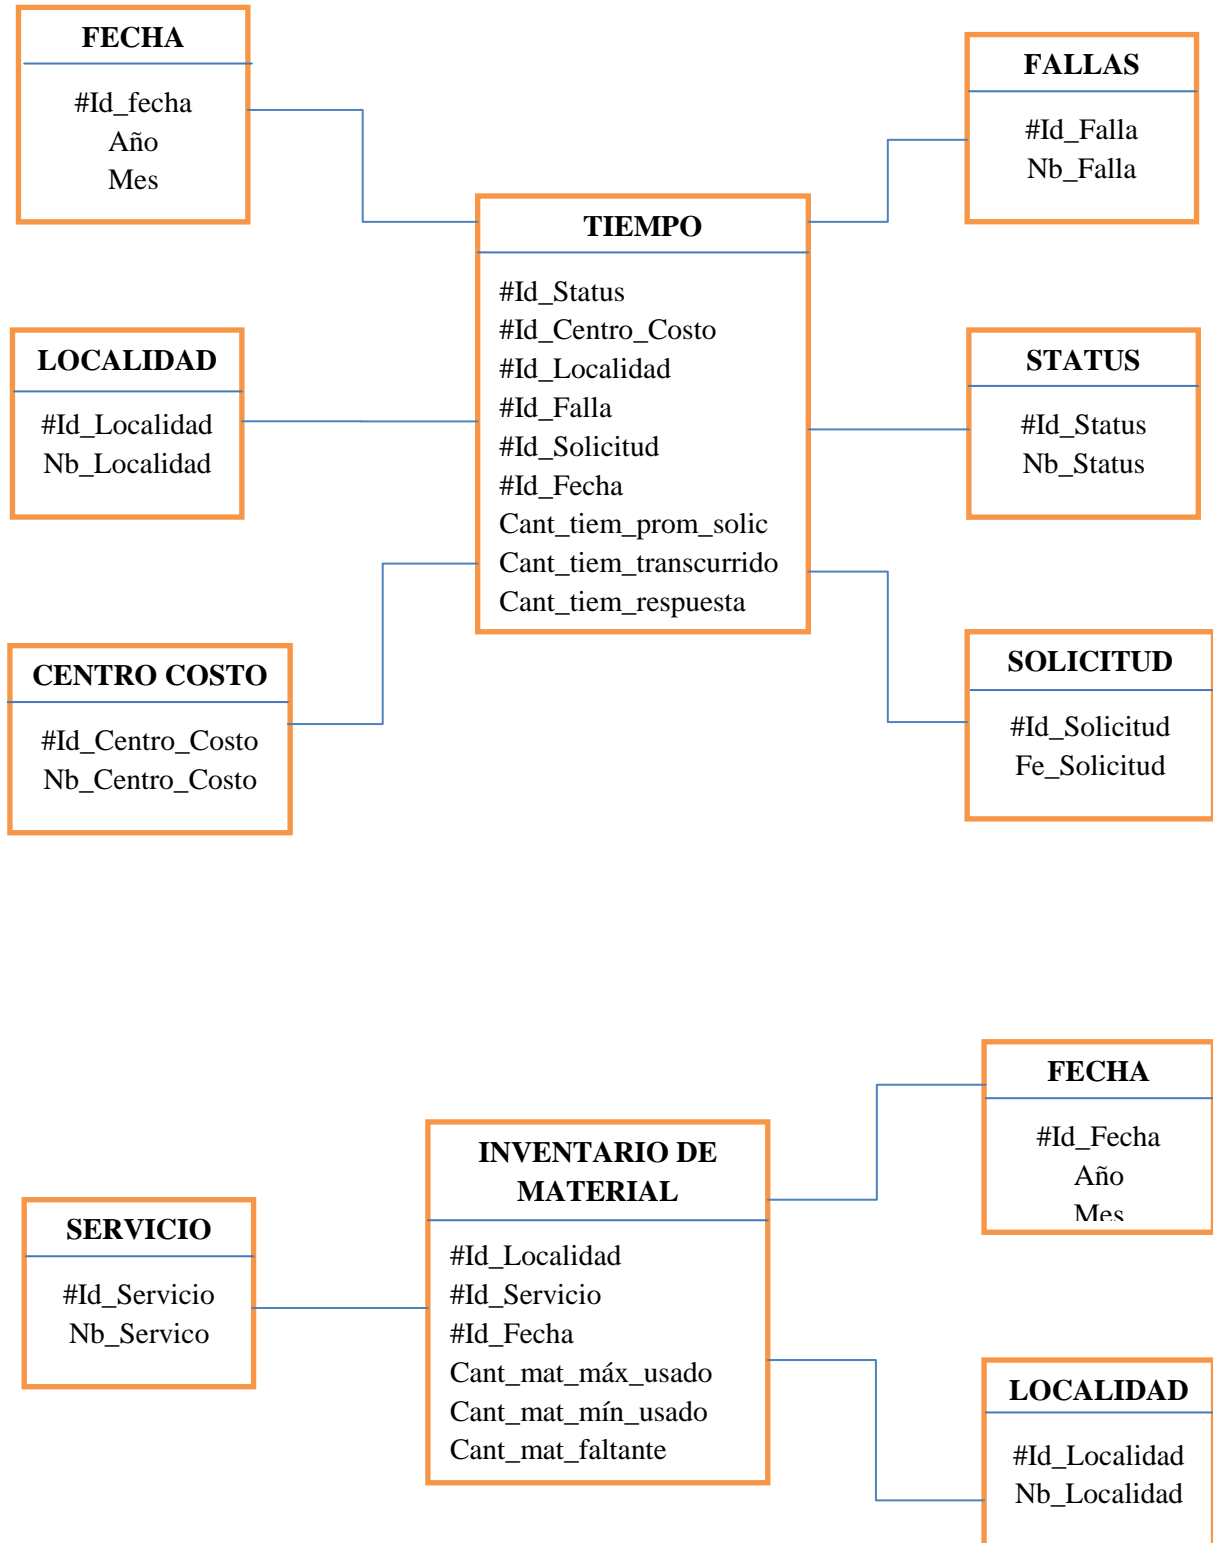 FECHA
#Id_fecha
Año
Mes
FALLAS
#Id_Falla
Nb_Falla
TIEMPO
#Id_Status
#Id_Centro_Costo
#Id_Localidad
#Id_Falla
#Id_Solicitud
#Id_Fecha
Cant_tiem_prom_solic
Cant_tiem_transcurrido
Cant_tiem_respuesta
LOCALIDAD
#Id_Localidad
Nb_Localidad
STATUS
#Id_Status
Nb_Status
CENTRO COSTO
#Id_Centro_Costo
Nb_Centro_Costo
SOLICITUD
#Id_Solicitud
Fe_Solicitud
FECHA
#Id_Fecha
Año
Mes
INVENTARIO DE
MATERIAL
#Id_Localidad
#Id_Servicio
#Id_Fecha
Cant_mat_máx_usado
Cant_mat_mín_usado
Cant_mat_faltante
SERVICIO
#Id_Servicio
Nb_Servico
LOCALIDAD
#Id_Localidad
Nb_Localidad